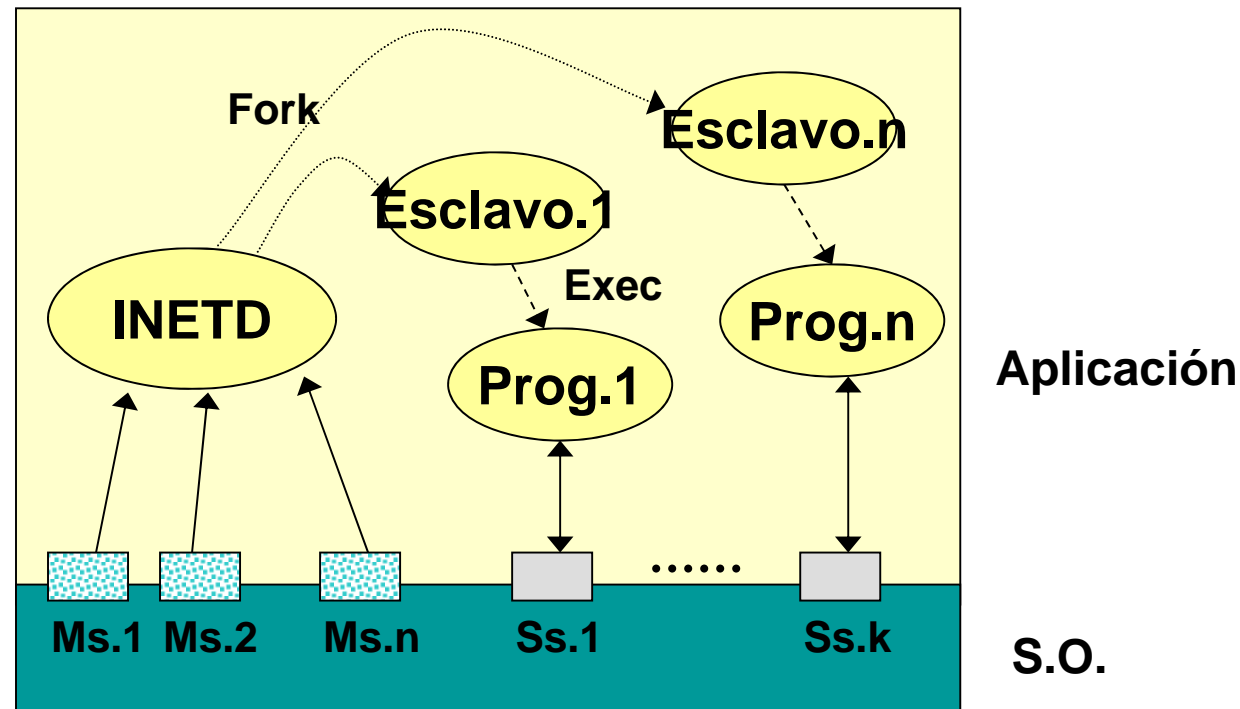 Fork
Esclavo.n
Esclavo.1
Exec
INETD
Prog.n
Prog.1
Aplicación
......
Ms.1 Ms.2 Ms.n Ss.1 Ss.k
S.O.